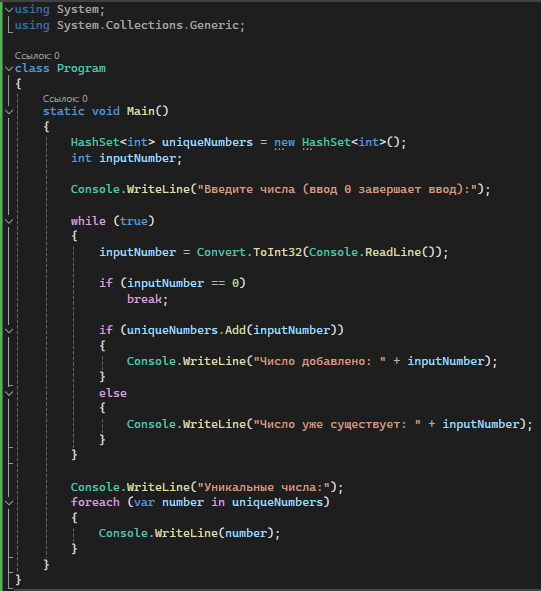 using System;
using System.Collections.Generic;
Ссылок: 0
class Program
{
Ссылок: 0
static void Main()
{
HashSet<int> uniqueNumbers = new HashSet<int>();
int inputNumber;
Console.WriteLine("Введите числа (ввод 0 завершает ввод):");
while (true)
{
inputNumber = Convert.ToInt32(Console.ReadLine());
if (inputNumber == 0)
break;
if (uniqueNumbers.Add(inputNumber))
{
Console.WriteLine("Число добавлено: " + inputNumber);
}
else
{
Console.WriteLine("Число уже существует: " + inputNumber);
}
}
Console.WriteLine("Уникальные числа:");
foreach (var number in uniqueNumbers)
{
Console.WriteLine(number);
}
}
}